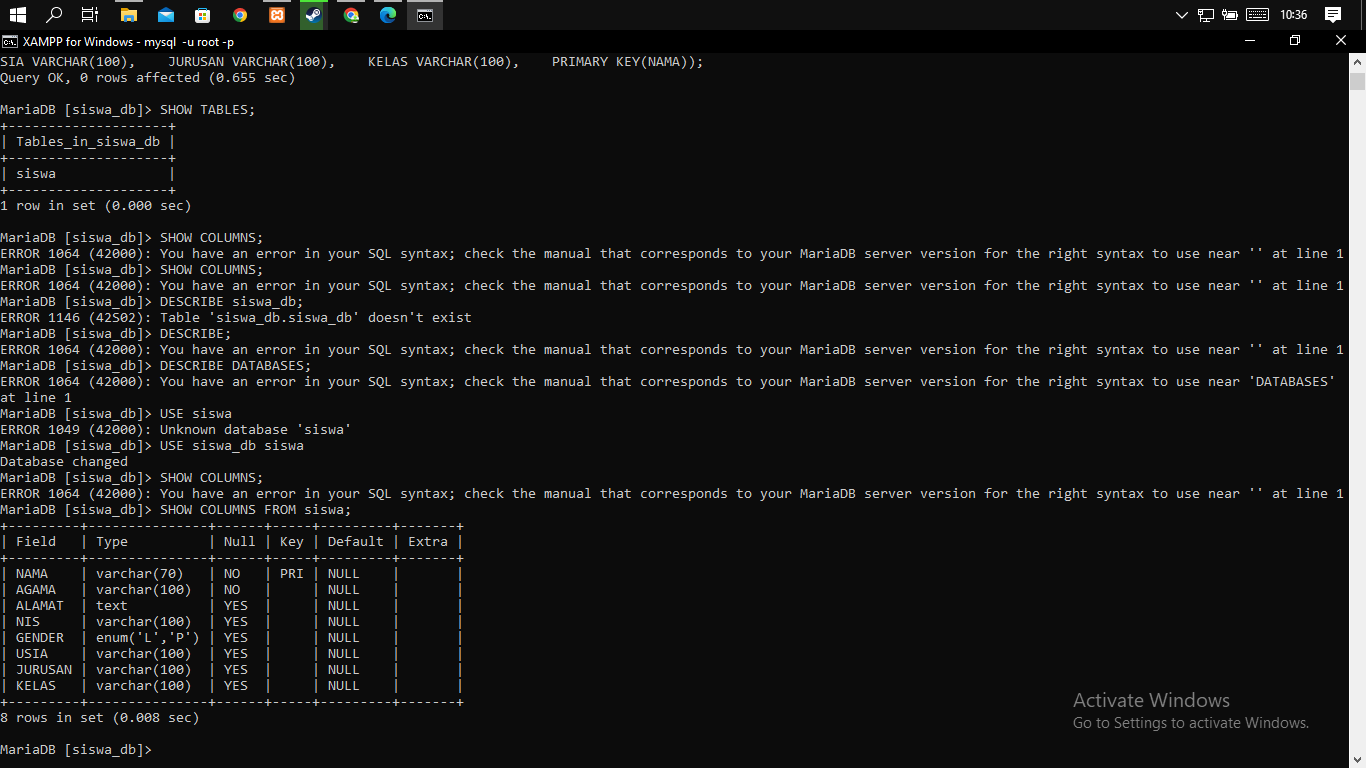 10:36
XAMPP for Windows - mysql -u root -p
SIA VARCHAR(100),    JURUSAN VARCHAR(100),    KELAS VARCHAR(100),    PRIMARY KEY(NAMA));
Query OK, 0 rows affected (0.655 sec)
MariaDB [siswa_db]> SHOW TABLES;
+--------------------+
| Tables_in_siswa_db |
+--------------------+
| siswa              |
+--------------------+
1 row in set (0.000 sec)
MariaDB [siswa_db]> SHOW COLUMNS;
ERROR 1064 (42000): You have an error in your SQL syntax; check the manual that corresponds to your MariaDB server version for the right syntax to use near '' at line 1
MariaDB [siswa_db]> SHOW COLUMNS;
ERROR 1064 (42000): You have an error in your SQL syntax; check the manual that corresponds to your MariaDB server version for the right syntax to use near '' at line 1
MariaDB [siswa_db]> DESCRIBE siswa_db;
ERROR 1146 (42S02): Table 'siswa_db.siswa_db' doesn't exist
MariaDB [siswa_db]> DESCRIBE;
ERROR 1064 (42000): You have an error in your SQL syntax; check the manual that corresponds to your MariaDB server version for the right syntax to use near '' at line 1
MariaDB [siswa_db]> DESCRIBE DATABASES;
ERROR 1064 (42000): You have an error in your SQL syntax; check the manual that corresponds to your MariaDB server version for the right syntax to use near 'DATABASES'
at line 1
MariaDB [siswa_db]> USE siswa
ERROR 1049 (42000): Unknown database 'siswa'
MariaDB [siswa_db]> USE siswa_db siswa
Database changed
MariaDB [siswa_db]> SHOW COLUMNS;
ERROR 1064 (42000): You have an error in your SQL syntax; check the manual that corresponds to your MariaDB server version for the right syntax to use near '' at line 1
MariaDB [siswa_db]> SHOW COLUMNS FROM siswa;
+---------+---------------+------+-----+---------+-------+
| Field   | Type          | Null | Key | Default | Extra |
+---------+---------------+------+-----+---------+-------+
| NAMA    | varchar(70)   | NO   | PRI | NULL    |       |
| AGAMA   | varchar(100)  | NO   |     | NULL    |       |
| ALAMAT  | text          | YES  |     | NULL    |       |
| NIS     | varchar(100)  | YES  |     | NULL    |       |
| GENDER  | enum('L','P') | YES  |     | NULL    |       |
| USIA    | varchar(100)  | YES  |     | NULL    |       |
| JURUSAN | varchar(100)  | YES  |     | NULL    |       |
| KELAS   | varchar(100)  | YES  |     | NULL    |       |
+---------+---------------+------+-----+---------+-------+
8 rows in set (0.008 sec)
MariaDB [siswa_db]>
Activate Windows
Go to Settings to activate Windows.